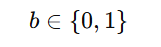 b ∈ {0, 1}